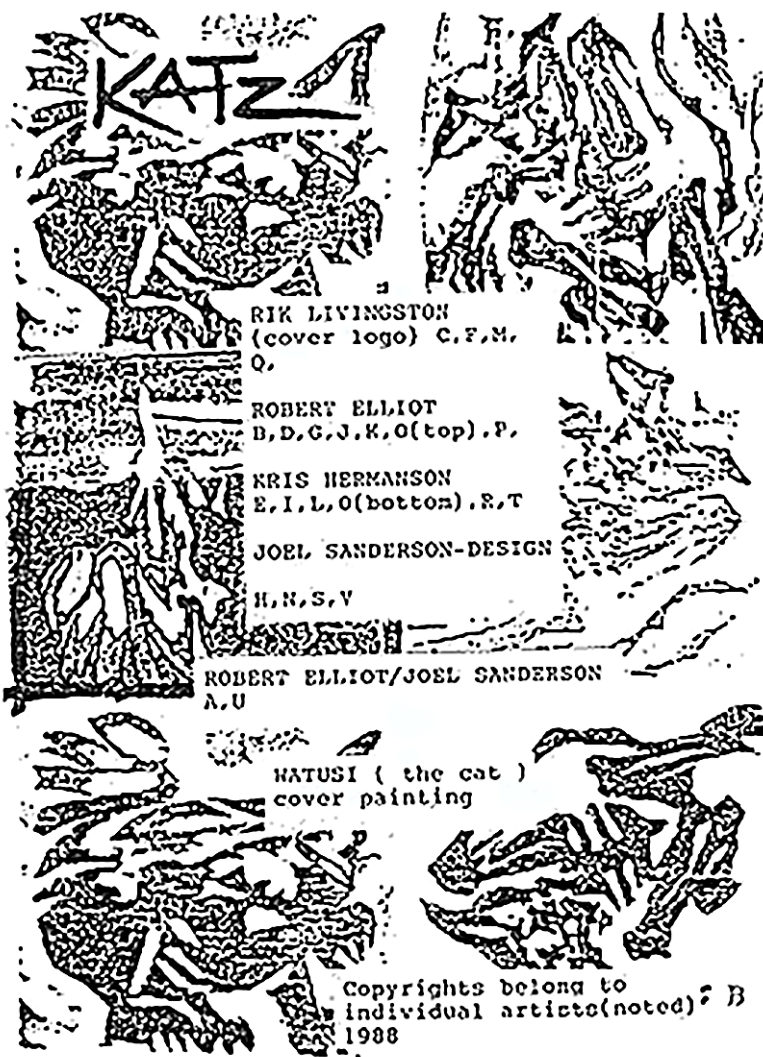 KATZ
RIK LIVINGSTON
(cover logo) C,F,M,
Q,
ROBERT ELLIOT
B,D,G,J,K,O(top),P,
KRIS HERMANSON
E,I,L,O(bottom),R,T
JOEL SANDERSON-DESIGN
H,N,S,V
ROBERT ELLIOT/JOEL SANDERSON
A,U
WATUSI ( the cat )
cover painting
Copyrights belong to
individual artists(noted)
1988
B